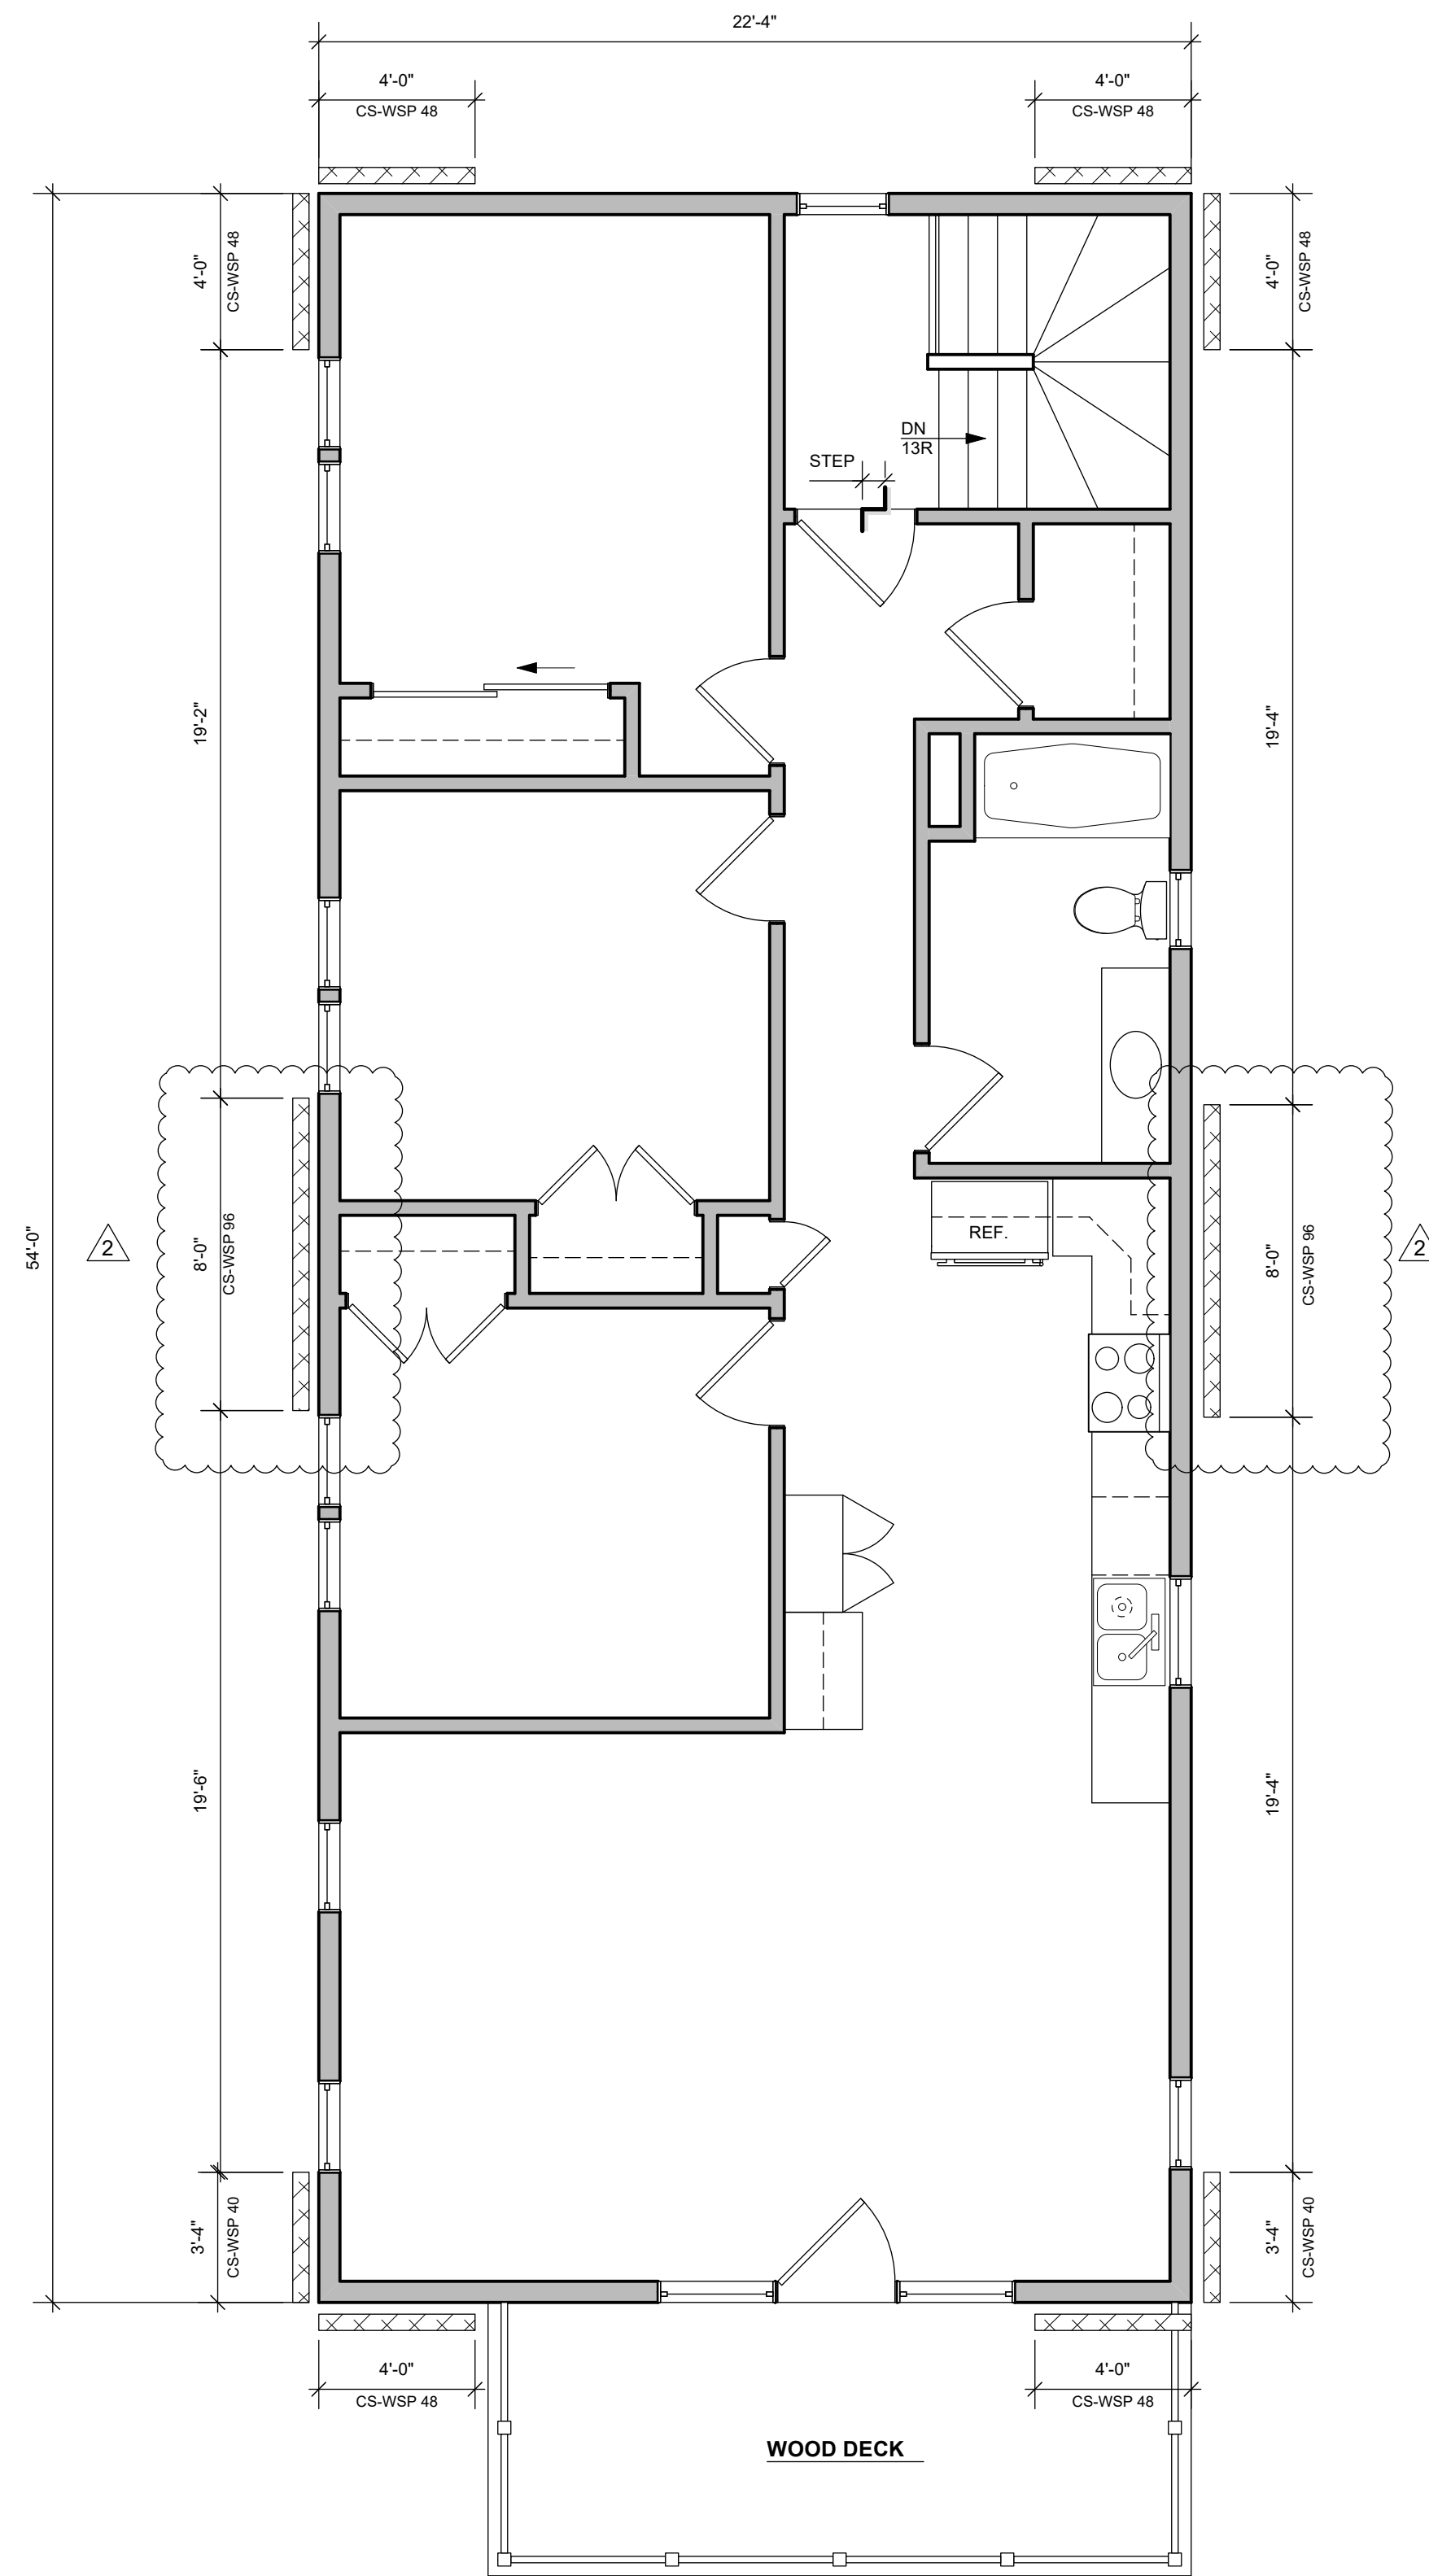 22'-4"
4'-0"
CS-WSP 48
4'-0"
CS-WSP 48
4'-0"
CS-WSP 48
4'-0"
CS-WSP 48
DN
13R
STEP
19'-2"
19'-4"
REF.
54'-0"
2
8'-0"
CS-WSP 96
8'-0"
CS-WSP 96
2
19'-6"
19'-4"
3'-4"
CS-WSP 40
3'-4"
CS-WSP 40
4'-0"
CS-WSP 48
4'-0"
CS-WSP 48
WOOD DECK